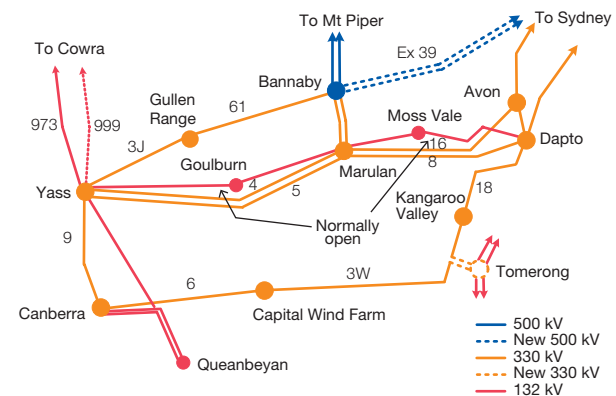 To Mt Piper
To Sydney
To Cowra
Ex 39
Bannaby
Avon
Gullen
Range
61
Moss Vale
973
999
3J
16
Dapto
Goulburn
8
Marulan
4
5
18
Yass
Kangaroo
Valley
Normally
open
9
3W
Tomerong
6
Canberra
Capital Wind Farm
500 kV
New 500 kV
330 kV
Queanbeyan
New 330 kV
132 kV